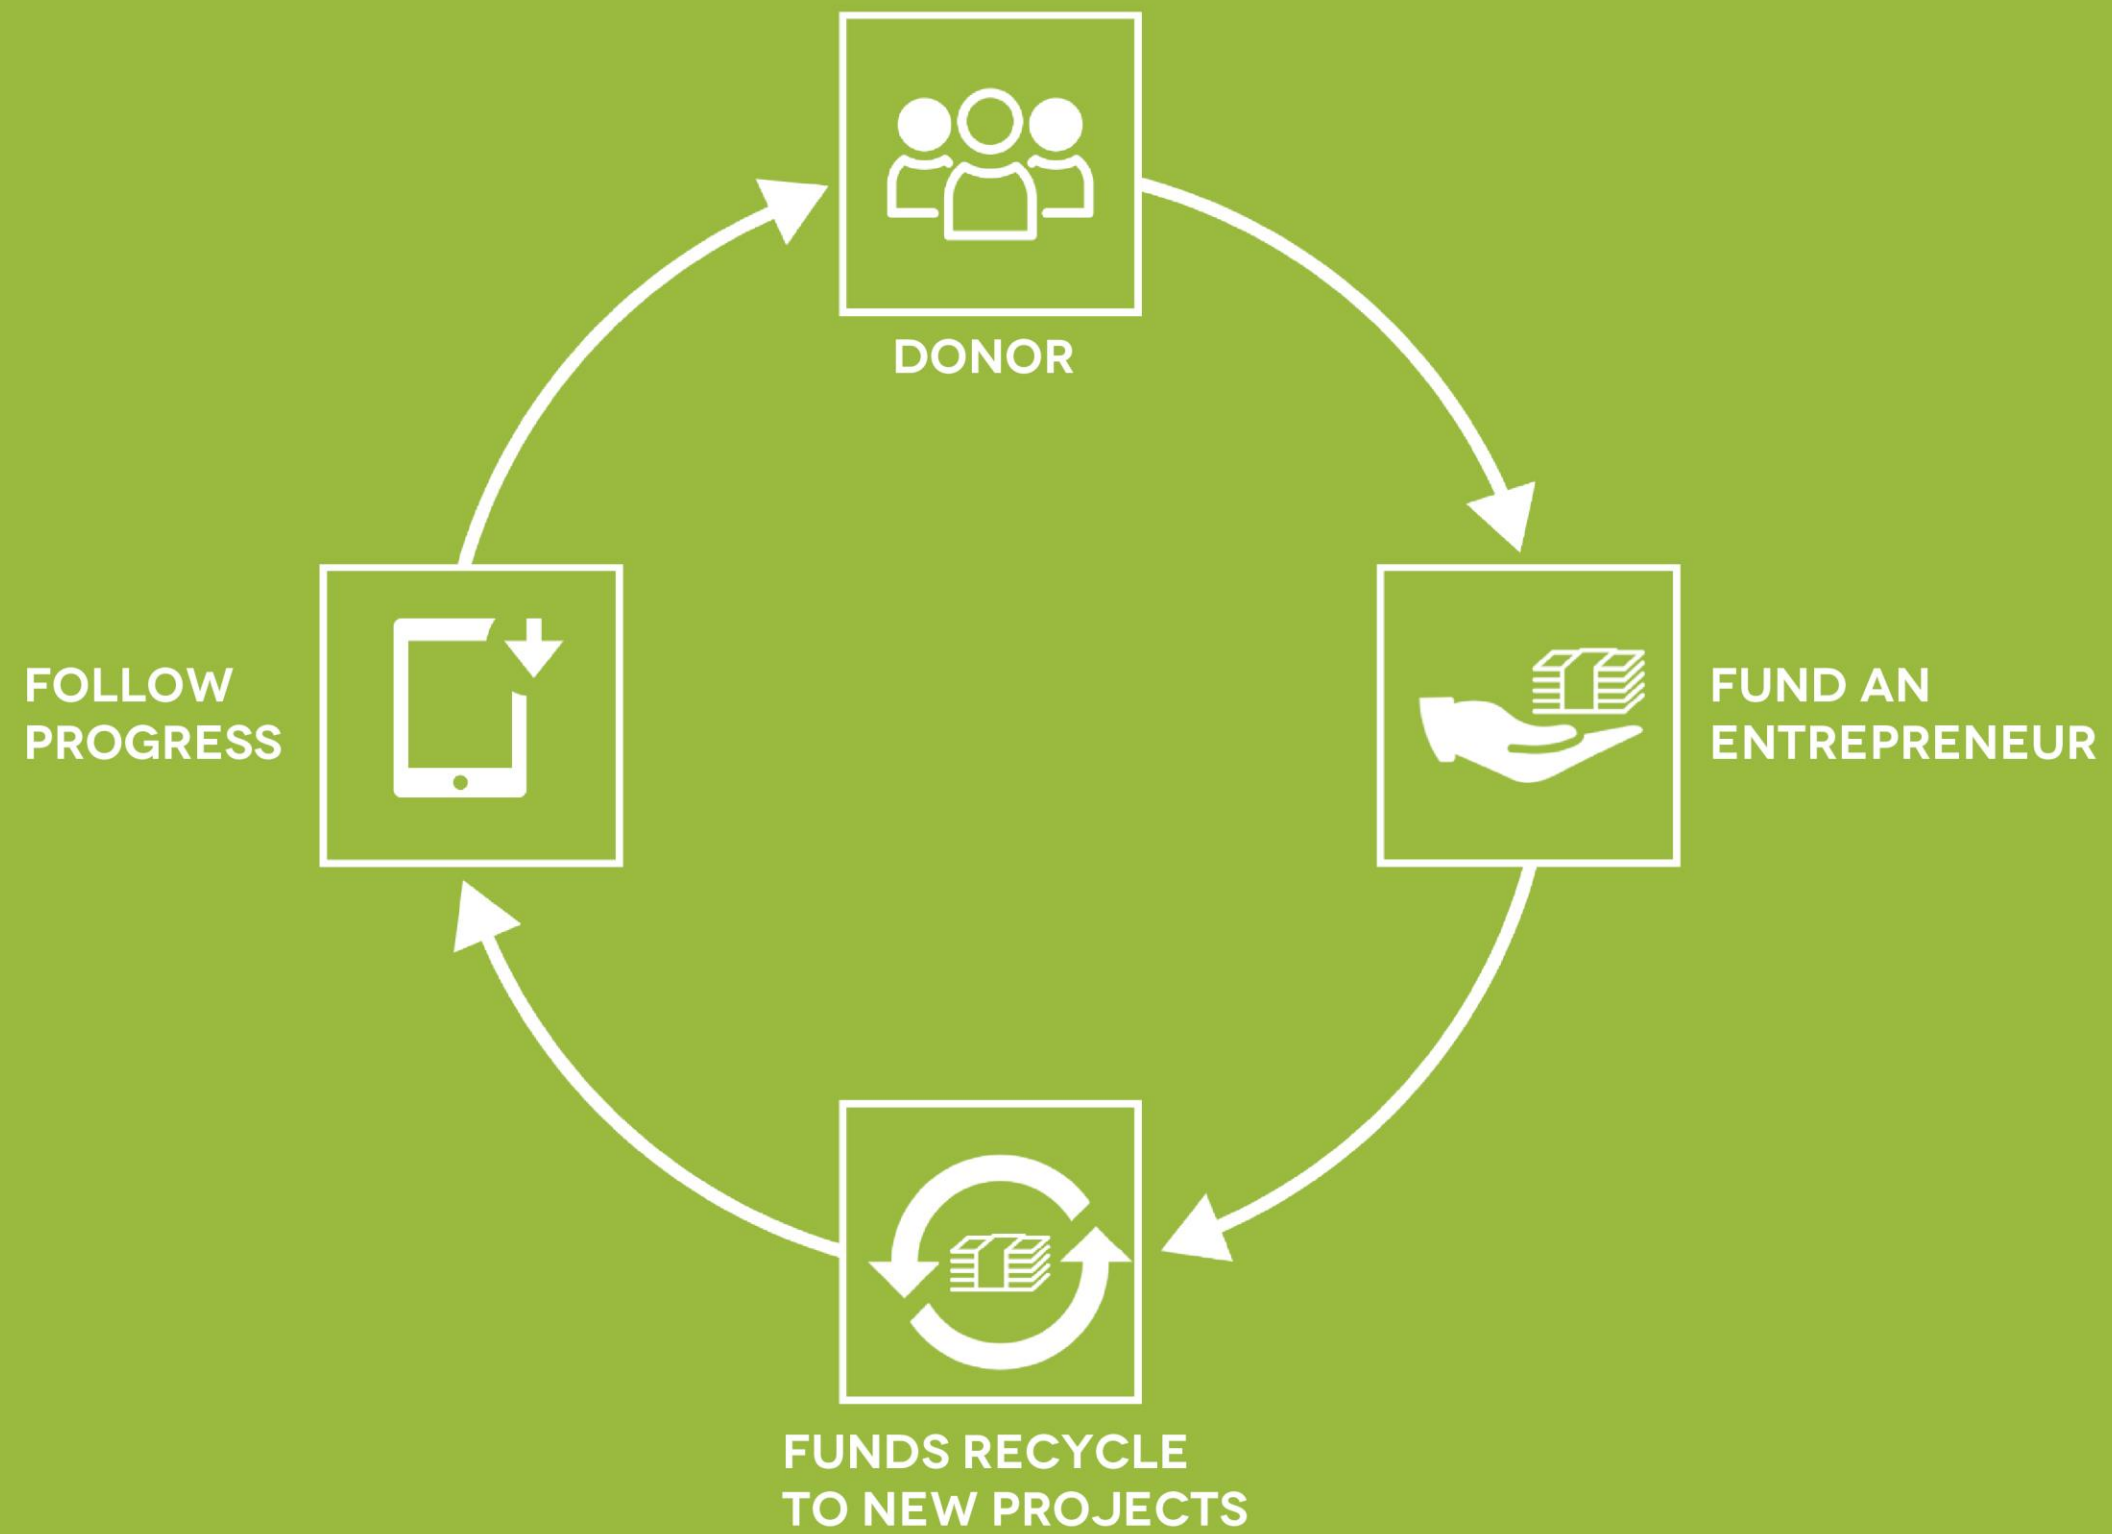 DONOR
FOLLOW
PROGRESS
FUND AN
ENTREPRENEUR
FUNDS RECYCLE
TO NEW PROJECTS